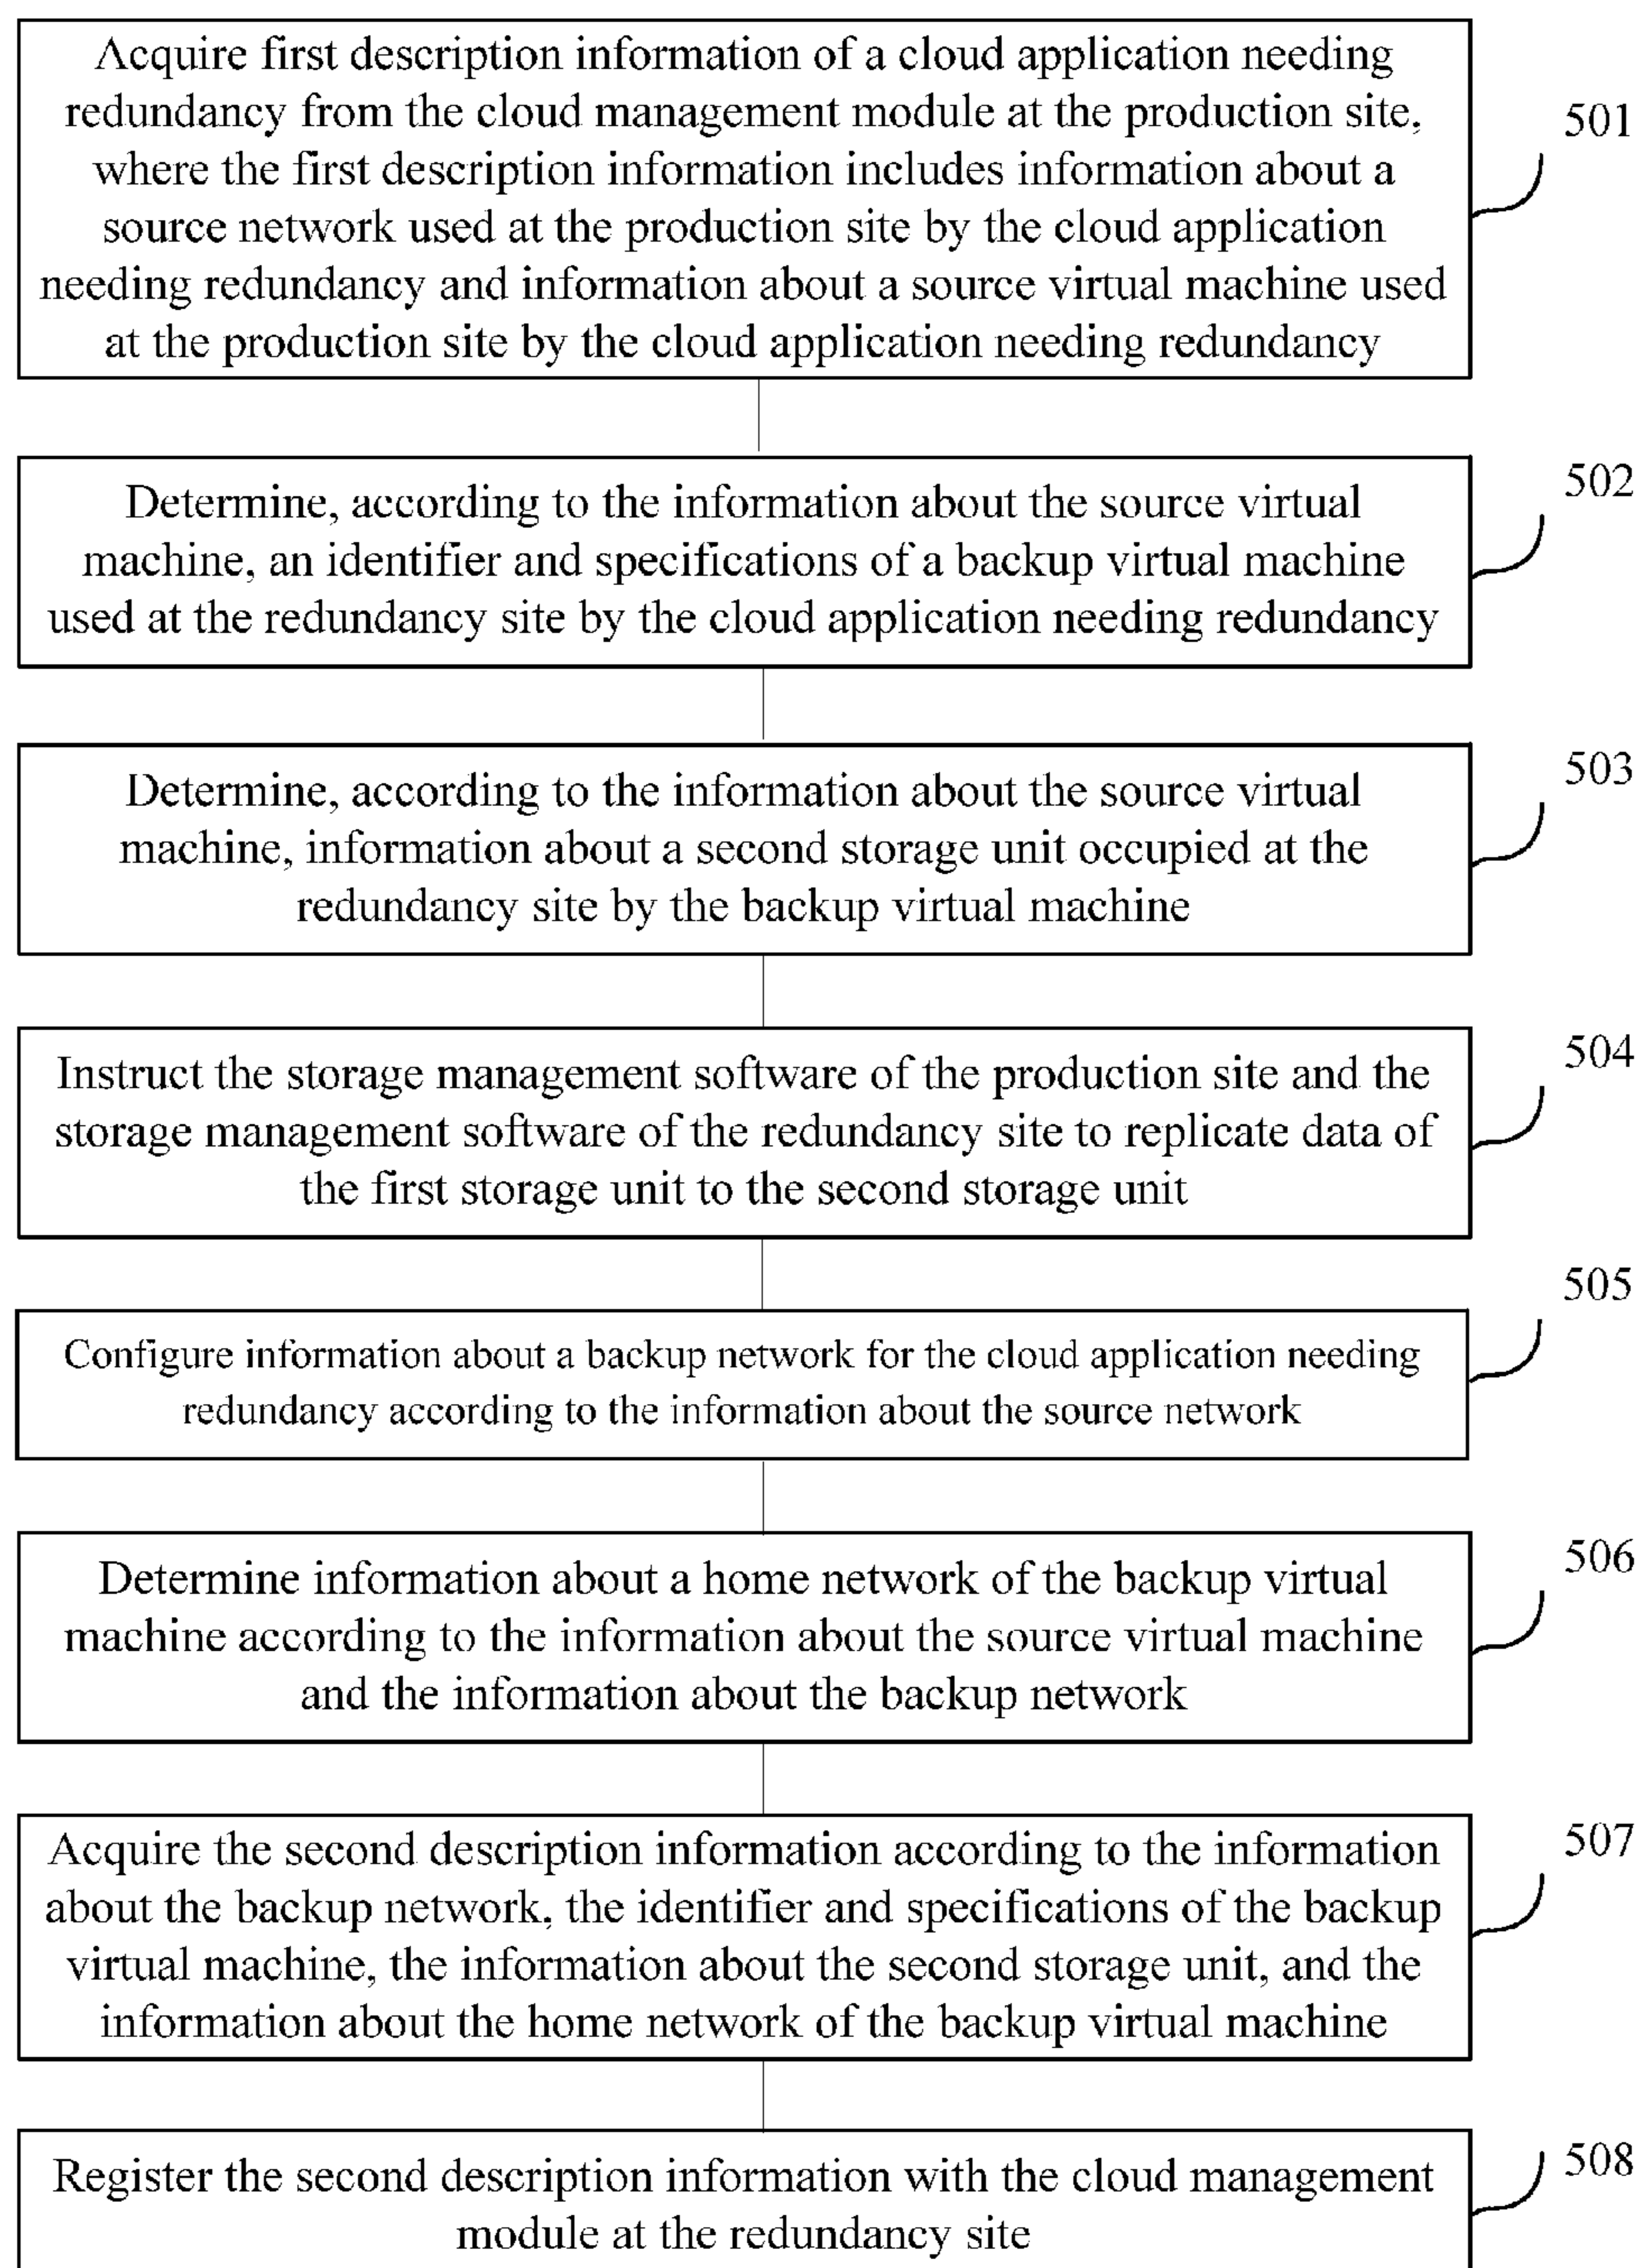 Acquire first description information of a cloud application needing
redundancy from the cloud management module at the production site,
where the first description information includes information about a
source network used at the production site by the cloud application
needing redundancy and information about a source virtual machine used
at the production site by the cloud application needing redundancy
501
Determine, according to the information about the source virtual
machine, an identifier and specifications of a backup virtual machine
used at the redundancy site by the cloud application needing redundancy
502
Determine, according to the information about the source virtual
machine, information about a second storage unit occupied at the
redundancy site by the backup virtual machine
503
Instruct the storage management software of the production site and the
storage management software of the redundancy site to replicate data of
the first storage unit to the second storage unit
504
Configure information about a backup network for the cloud application needing
redundancy according to the information about the source network
505
Determine information about a home network of the backup virtual
machine according to the information about the source virtual machine
and the information about the backup network
506
Acquire the second description information according to the information
about the backup network, the identifier and specifications of the backup
virtual machine, the information about the second storage unit, and the
information about the home network of the backup virtual machine
507
Register the second description information with the cloud management
module at the redundancy site
508